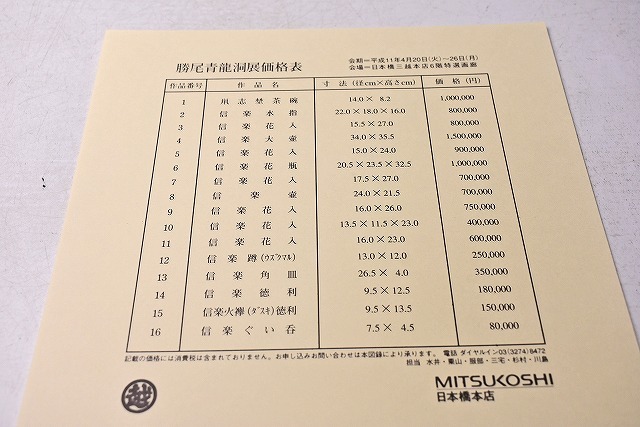 勝尾青龍洞展価格表
会期＝平成11年4月20日(火)～26日(月)
会場＝日本橋三越本店6階特選画廊
作品番号 作品名 寸法(径cm×高さcm) 価格(円)
1 志埜茶碗 14.0× 8.2 1,000,000
2 信楽水指 22.0×18.0×16.0 800,000
3 信楽花入 15.5×27.0 800,000
4 信楽大壷 34.0×35.5 1,500,000
5 信楽花入 15.0×24.0 900,000
6 信楽花瓶 20.5×23.5×32.5 1,000,000
7 信楽花入 17.5×27.0 700,000
8 信楽壷 24.0×21.5 700,000
9 信楽花入 16.0×26.0 750,000
10 信楽花入 13.5×11.5×23.0 400,000
11 信楽花入 16.0×23.0 600,000
12 信楽蹲(ウズクマル) 13.0×12.0 250,000
13 信楽角皿 26.5× 4.0 350,000
14 信楽徳利 9.5×12.5 180,000
15 信楽火襷(ダスキ)徳利 9.5×13.5 150,000
16 信楽ぐい呑 7.5× 4.5 80,000
記載の価格には消費税は含まれておりません。お申し込みお問い合わせは本図録により承ります。 電話 ダイヤルイン03(3274)8472
担当 水井・栗山・服部・三宅・杉村・川島
越
MITSUKOSHI
日本橋本店